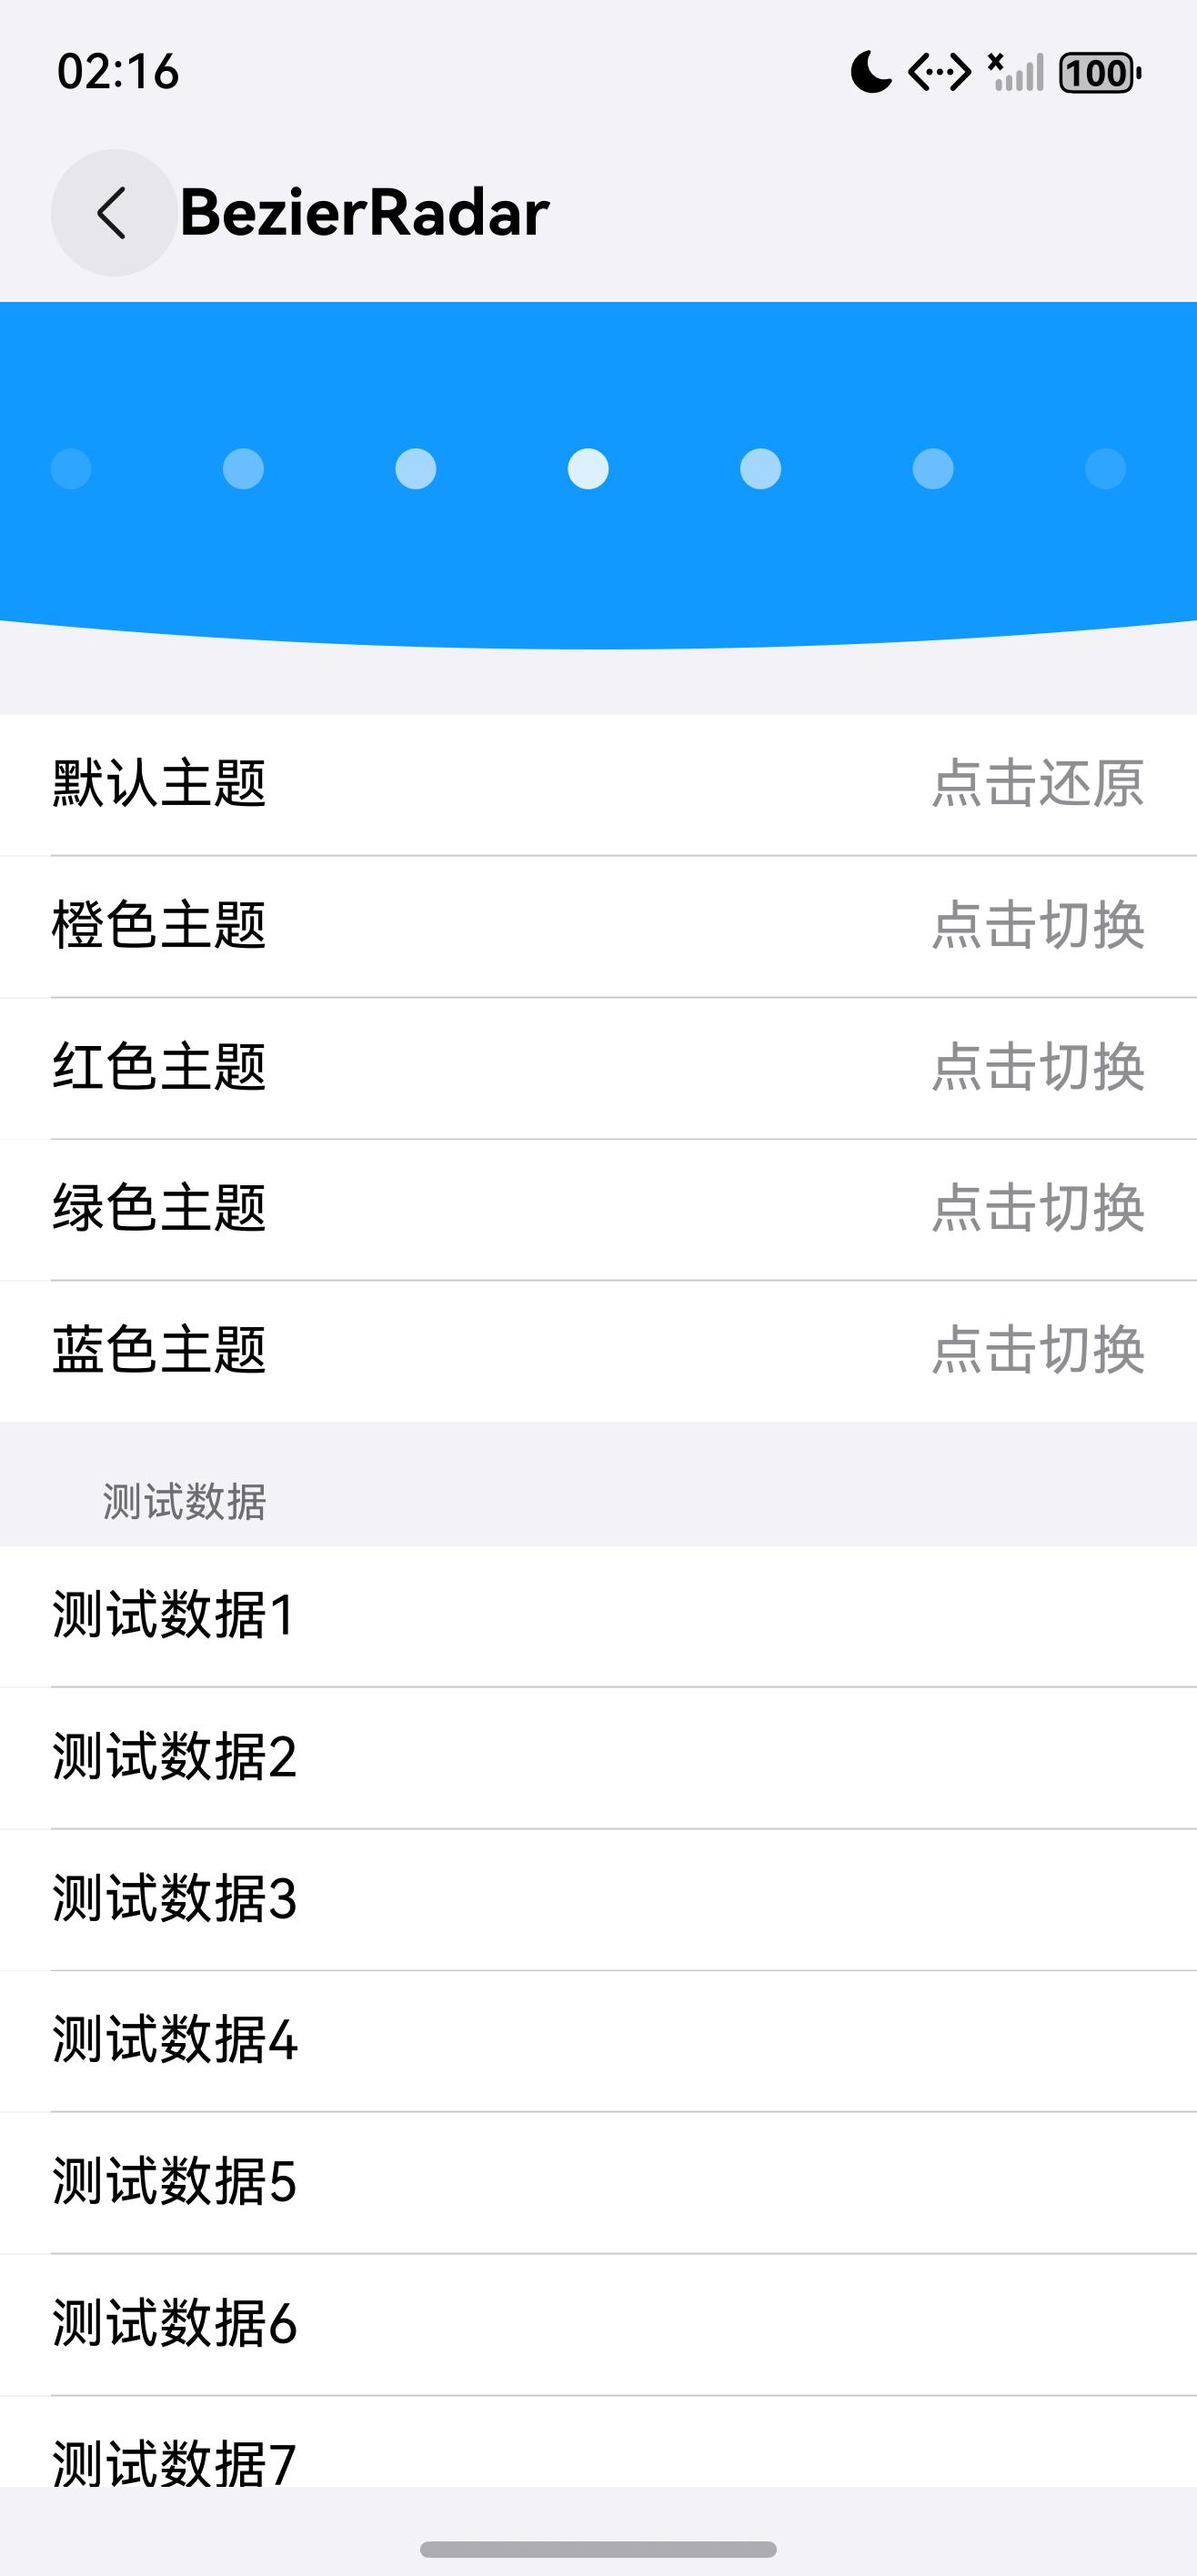 02:16
100
BezierRadar
默认主题 点击还原
橙色主题 点击切换
红色主题 点击切换
绿色主题 点击切换
蓝色主题 点击切换
测试数据
测试数据1
测试数据2
测试数据3
测试数据4
测试数据5
测试数据6
测试数据7